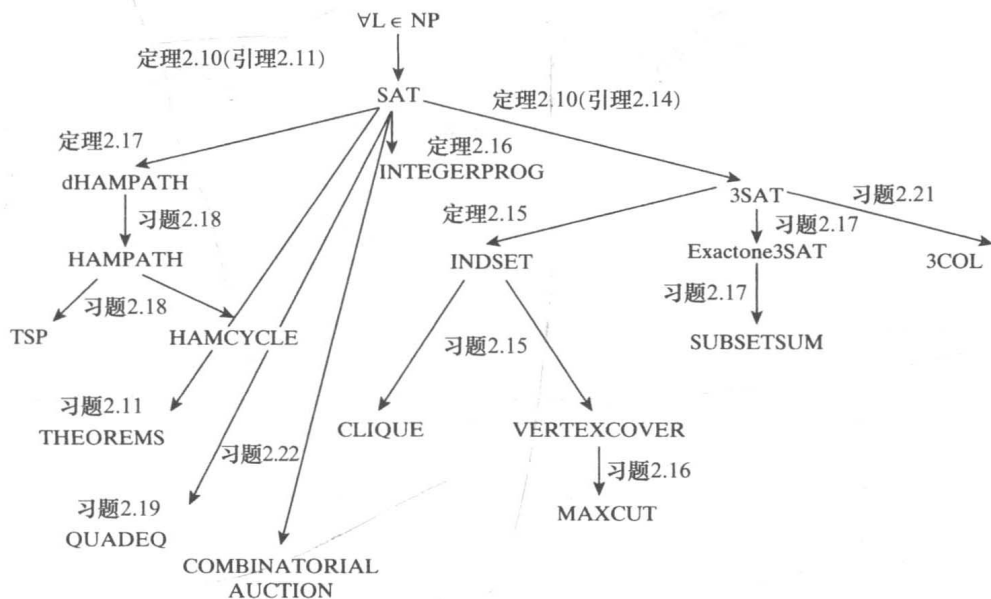 ∀L ∈ NP
定理2.10(引理2.11)
SAT
定理2.10(引理2.14)
定理2.17
定理2.16
dHAMPATH
INTEGERPROG
3SAT
习题2.21
习题2.18
定理2.15
习题2.17
HAMPATH
INDSET
Exactone3SAT
3COL
习题2.18
习题2.17
TSP
HAMCYCLE
习题2.15
SUBSETSUM
习题2.11
THEOREMS
CLIQUE
VERTEXCOVER
习题2.22
习题2.16
习题2.19
QUADEQ
MAXCUT
COMBINATORIAL
AUCTION